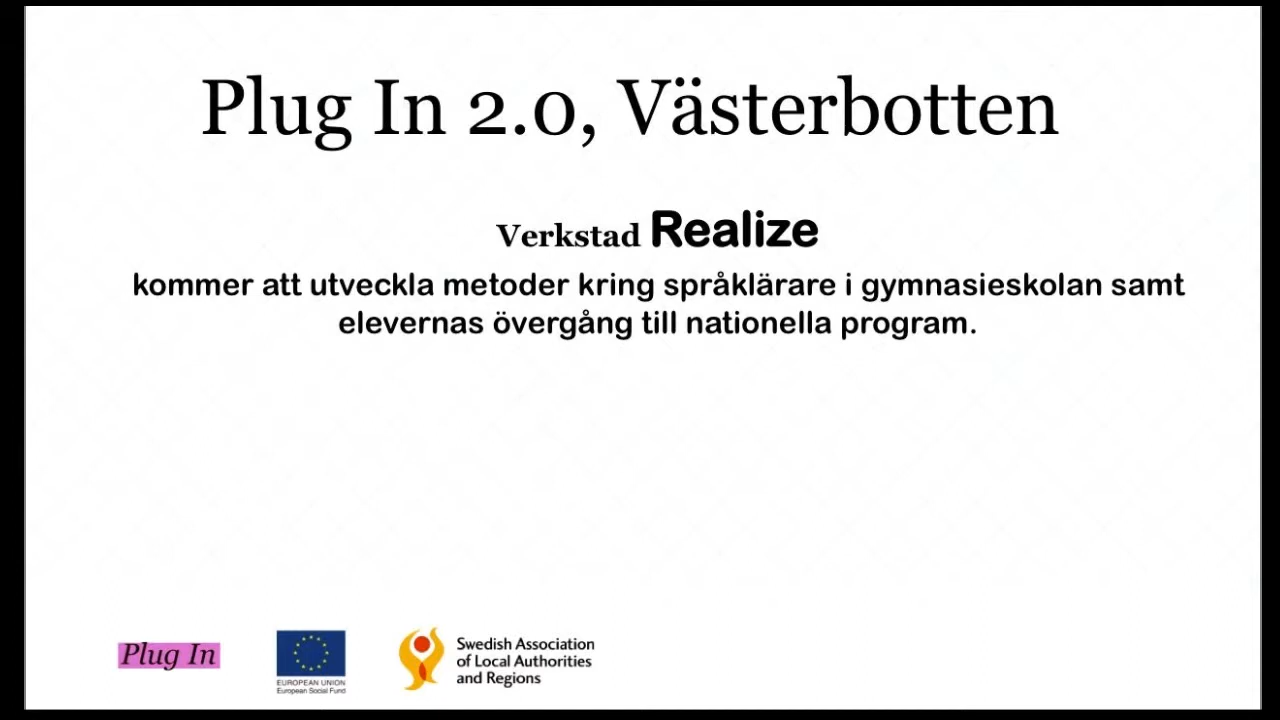 Plug In 2.0, Västerbotten
Verkstad Realize
kommer att utveckla metoder kring språklärare i gymnasieskolan samt
elevernas övergång till nationella program.
Plug In
EUROPEAN UNION
European Social Fund
Swedish Association
of Local Authorities
and Regions